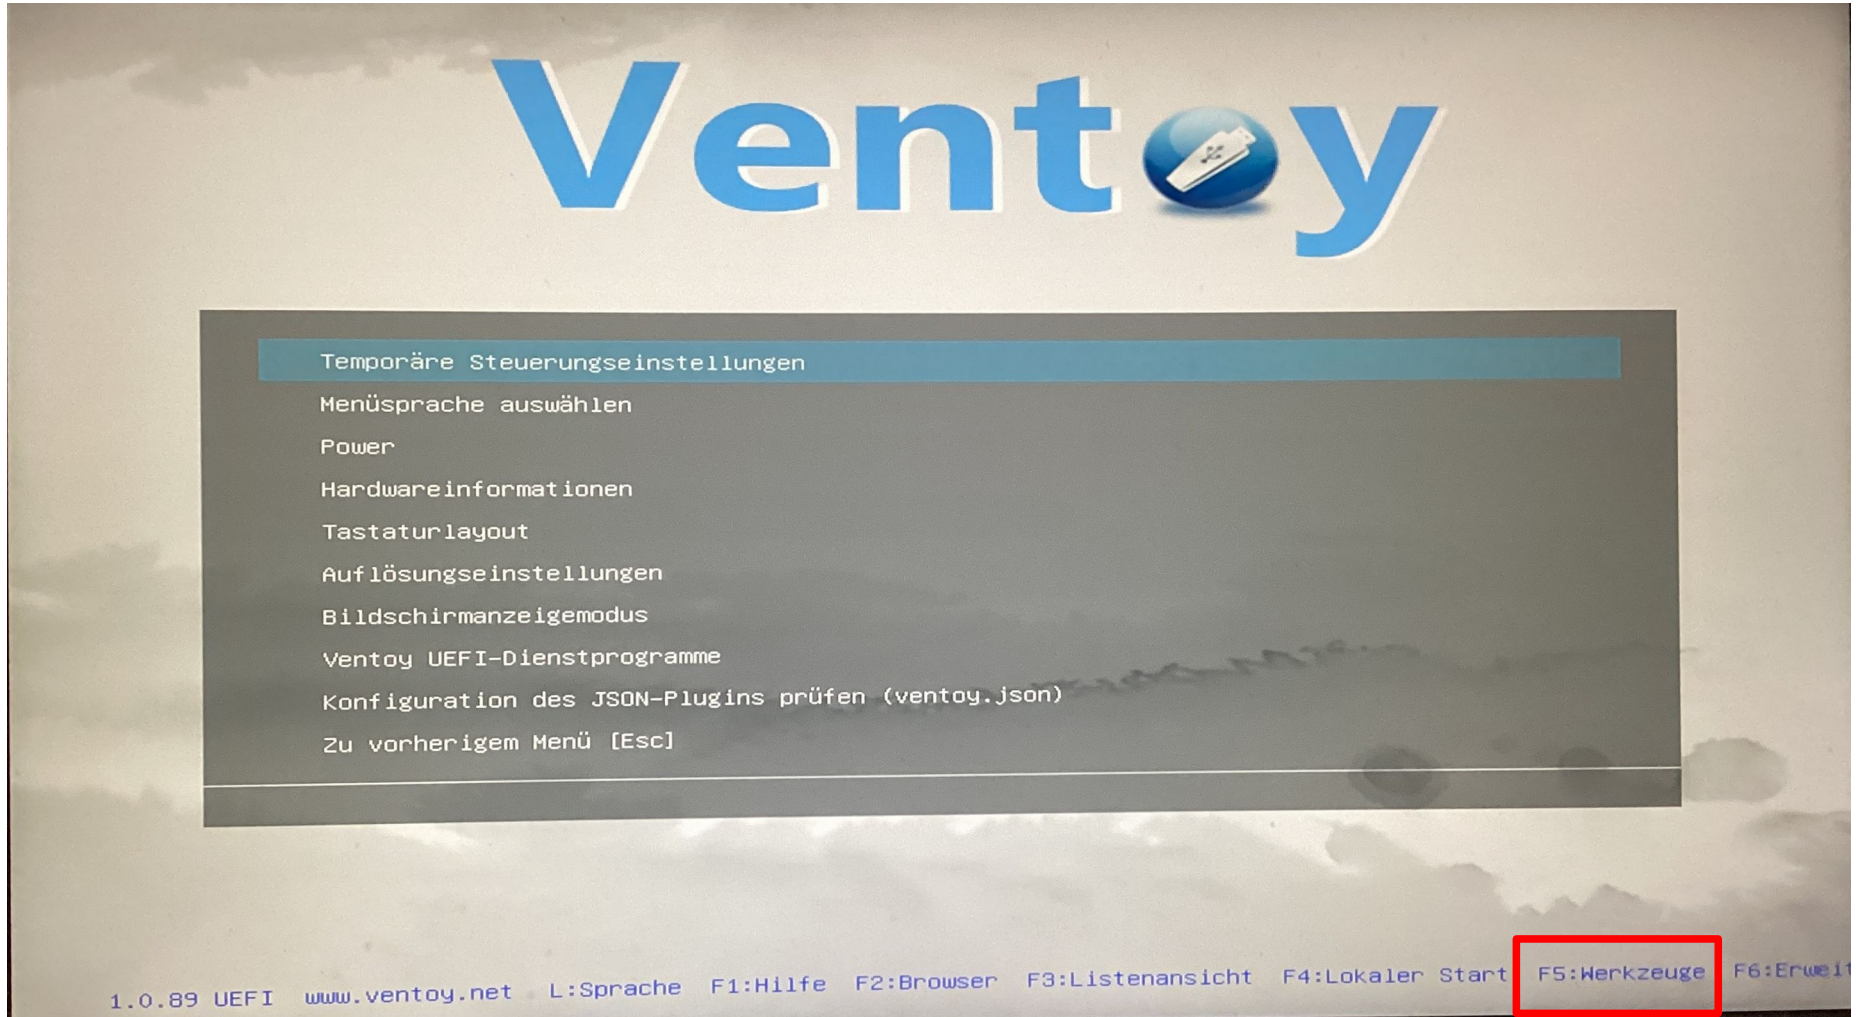 Ventoy
Temporäre Steuerungseinstellungen
Menüsprache auswählen
Power
Hardwareinformationen
Tastaturlayout
Auflösungseinstellungen
Bildschirmanzeigemodus
Ventoy UEFI-Dienstprogramme
Konfiguration des JSON-Plugins prüfen (ventoy.json)
Zu vorherigem Menü [Esc]
1.0.89 UEFI www.ventoy.net L:Sprache F1:Hilfe F2:Browser F3:Listenansicht F4:Lokaler Start F5:Werkzeuge F6:Erweit